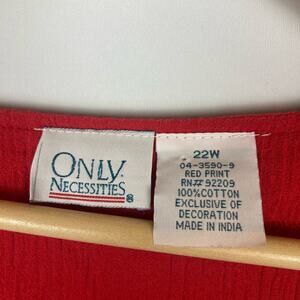 ONLY
NECESSITIES®
22W
04-3590-9
RED PRINT
RN# 92209
100% COTTON
EXCLUSIVE OF
DECORATION
MADE IN INDIA